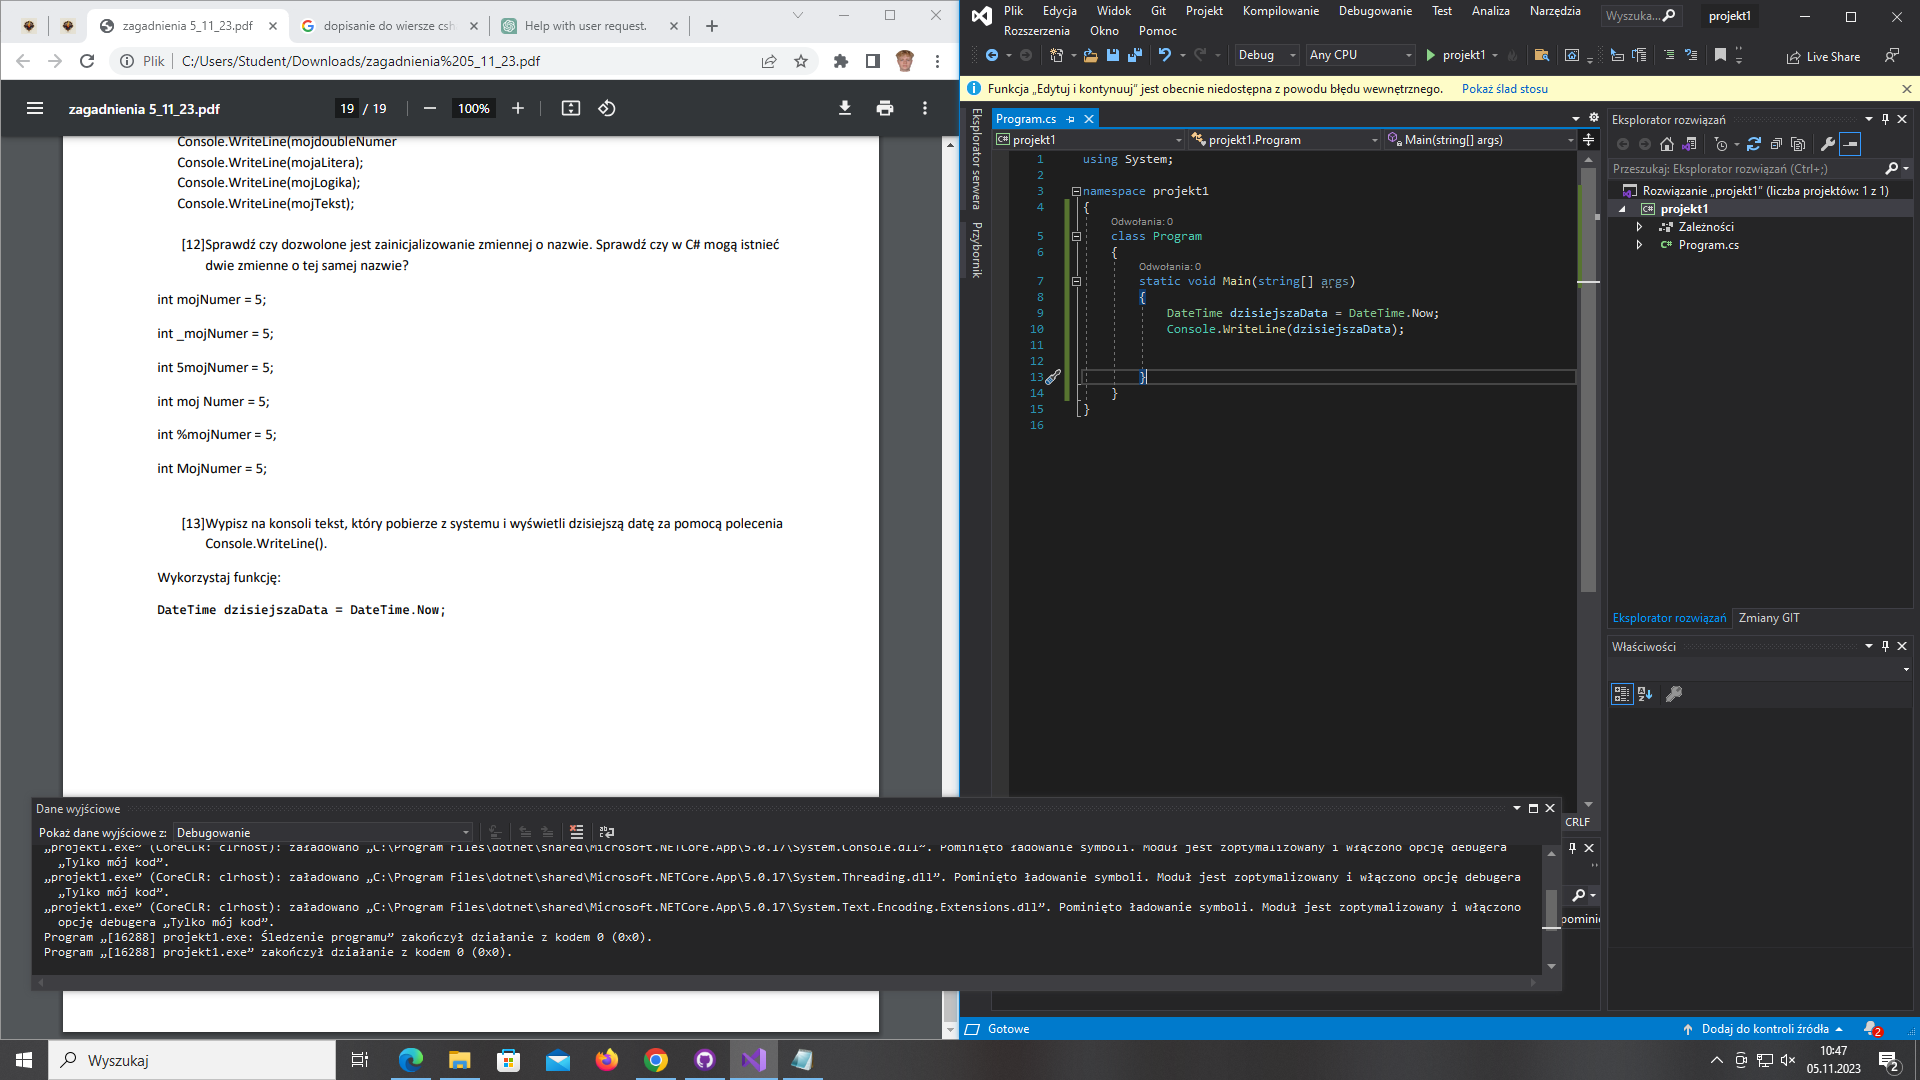 zagadnienia 5_11_23.pdf
dopisanie do wiersze csh
Help with user request.
Plik
C:/Users/Student/Downloads/zagadnienia%205_11_23.pdf
zagadnienia 5_11_23.pdf
19 / 19
100%
Console.WriteLine(mojdoubleNumer
Console.WriteLine(mojaLitera);
Console.WriteLine(mojLogika);
Console.WriteLine(mojTekst);
[12]Sprawdź czy dozwolone jest zainicjalizowanie zmiennej o nazwie. Sprawdź czy w C# mogą istnieć
dwie zmienne o tej samej nazwie?
int mojNumer = 5;
int _mojNumer = 5;
int 5mojNumer = 5;
int moj Numer = 5;
int %mojNumer = 5;
int MojNumer = 5;
[13]Wypisz na konsoli tekst, który pobierze z systemu i wyświetli dzisiejszą datę za pomocą polecenia
Console.WriteLine().
Wykorzystaj funkcję:
DateTime dzisiejszaData = DateTime.Now;
Plik Edycja Widok Git Projekt Kompilowanie Debugowanie Test Analiza Narzędzia
Wyszuka...
projekt1
Rozszerzenia Okno Pomoc
Debug
Any CPU
projekt1
Live Share
Funkcja „Edytuj i kontynuuj” jest obecnie niedostępna z powodu błędu wewnętrznego. Pokaż ślad stosu
Eksplorator serwera
Przybornik
Program.cs
projekt1
projekt1.Program
Main(string[] args)
1 using System;
2
3 namespace projekt1
4 {
Odwołania: 0
5 class Program
6 {
Odwołania: 0
7 static void Main(string[] args)
8 {
9 DateTime dzisiejszaData = DateTime.Now;
10 Console.WriteLine(dzisiejszaData);
11
12
13 }
14 }
15 }
16
CRLF
Eksplorator rozwiązań
Przeszukaj: Eksplorator rozwiązań (Ctrl+;)
Rozwiązanie „projekt1” (liczba projektów: 1 z 1)
C# projekt1
Zależności
C# Program.cs
Eksplorator rozwiązań
Zmiany GIT
Właściwości
Dane wyjściowe
Pokaż dane wyjściowe z: Debugowanie
„projekt1.exe” (CoreCLR: clrhost): załadowano „C:\Program Files\dotnet\shared\Microsoft.NETCore.App\5.0.17\System.Console.dll”. Pominięto ładowanie symboli. Moduł jest zoptymalizowany i włączono opcję debugera
„Tylko mój kod”.
„projekt1.exe” (CoreCLR: clrhost): załadowano „C:\Program Files\dotnet\shared\Microsoft.NETCore.App\5.0.17\System.Threading.dll”. Pominięto ładowanie symboli. Moduł jest zoptymalizowany i włączono opcję debugera
„Tylko mój kod”.
„projekt1.exe” (CoreCLR: clrhost): załadowano „C:\Program Files\dotnet\shared\Microsoft.NETCore.App\5.0.17\System.Text.Encoding.Extensions.dll”. Pominięto ładowanie symboli. Moduł jest zoptymalizowany i włączono
opcję debugera „Tylko mój kod”.
Program „[16288] projekt1.exe: Śledzenie programu” zakończył działanie z kodem 0 (0x0).
Program „[16288] projekt1.exe” zakończył działanie z kodem 0 (0x0).
pominię
Gotowe
Dodaj do kontroli źródła
2
Wyszukaj
10:47
05.11.2023
2